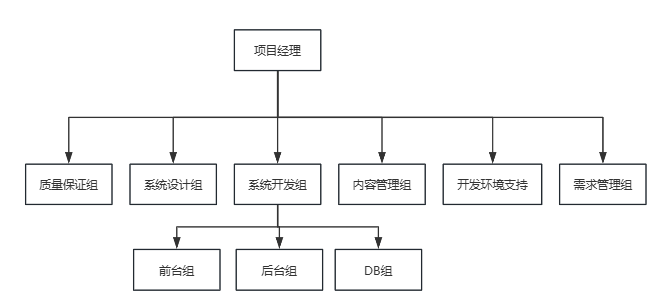 项目经理
质量保证组
系统设计组
系统开发组
内容管理组
开发环境支持
需求管理组
前台组
后台组
DB组